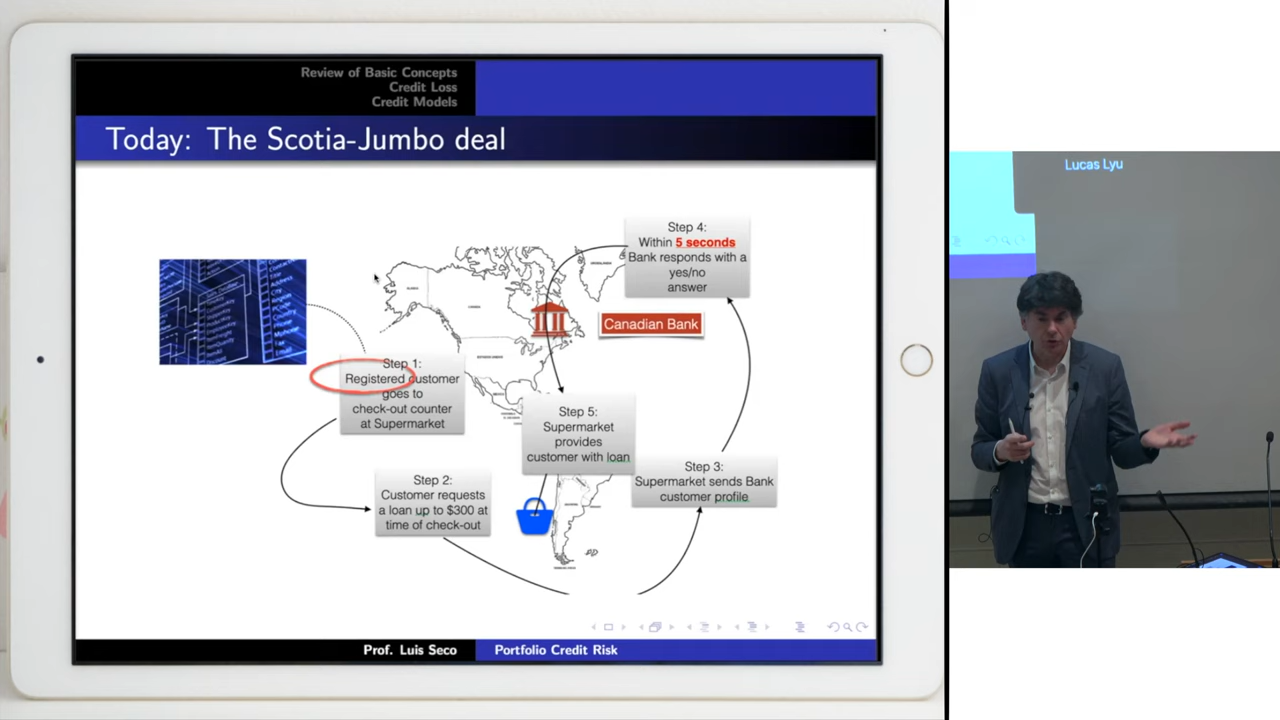 Review of Basic Concepts
Credit Loss
Credit Models
Today: The Scotia-Jumbo deal
Step 1:
Registered customer
goes to
check-out counter
at Supermarket
Step 2:
Customer requests
a loan up to $300 at
time of check-out
Step 3:
Supermarket sends Bank
customer profile
Step 4:
Within 5 seconds
Bank responds with a
yes/no
answer
Canadian Bank
Step 5:
Supermarket
provides
customer with loan
Prof. Luis Seco
Portfolio Credit Risk
Lucas Lyu